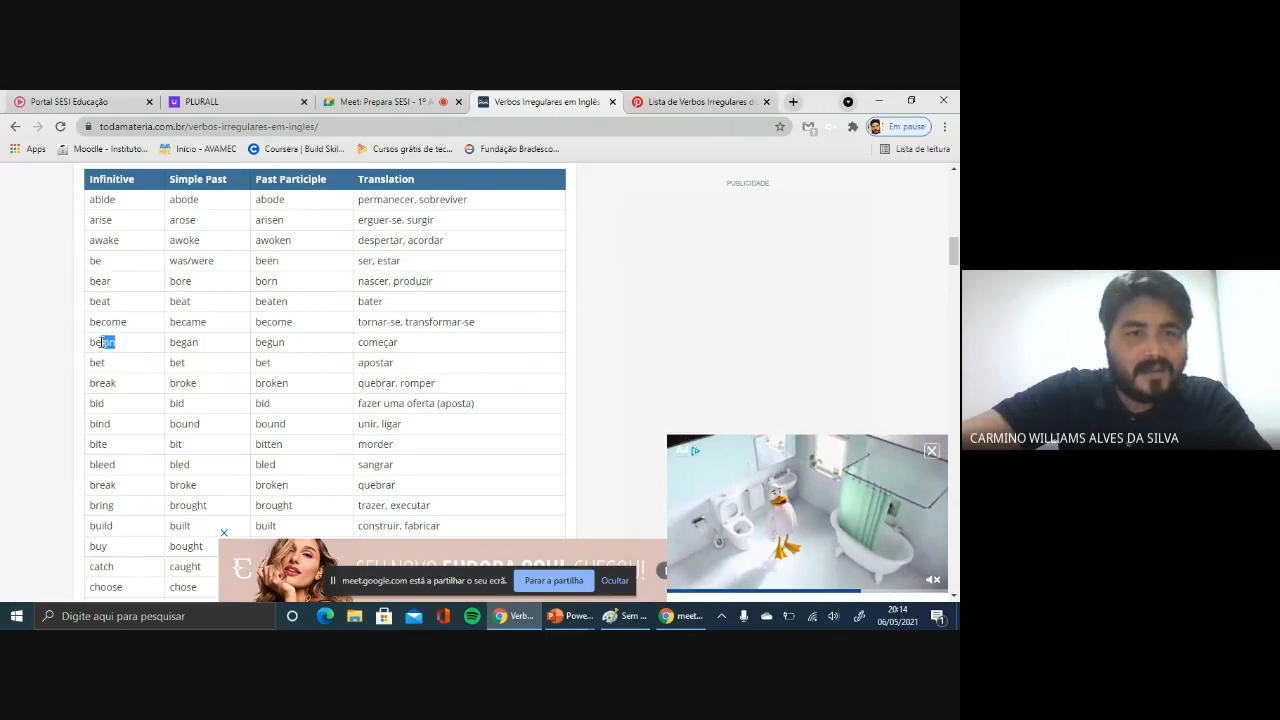 Portal SESI Educação
PLURALL
Meet: Prepara SESI - 1º A
Verbos Irregulares em Inglês
Lista de Verbos Irregulares d
todamateria.com.br/verbos-irregulares-em-ingles/
Em pausa
Apps
Moodle - Instituto...
Início - AVAMEC
Coursera | Build Skil...
Cursos grátis de tec...
Fundação Bradesco...
Lista de leitura
PUBLICIDADE
Infinitive Simple Past Past Participle Translation
abide abode abode permanecer, sobreviver
arise arose arisen erguer-se, surgir
awake awoke awoken despertar, acordar
be was/were been ser, estar
bear bore born nascer, produzir
beat beat beaten bater
become became become tornar-se, transformar-se
begin began begun começar
bet bet bet apostar
break broke broken quebrar, romper
bid bid bid fazer uma oferta (aposta)
bind bound bound unir, ligar
bite bit bitten morder
bleed bled bled sangrar
break broke broken quebrar
bring brought brought trazer, executar
build built built construir, fabricar
buy bought
catch caught
choose chose
meet.google.com está a partilhar o seu ecrã.
Parar a partilha
Ocultar
CARMINO WILLIAMS ALVES DA SILVA
Digite aqui para pesquisar
Verb...
Powe...
Sem ...
meet...
20:14
06/05/2021